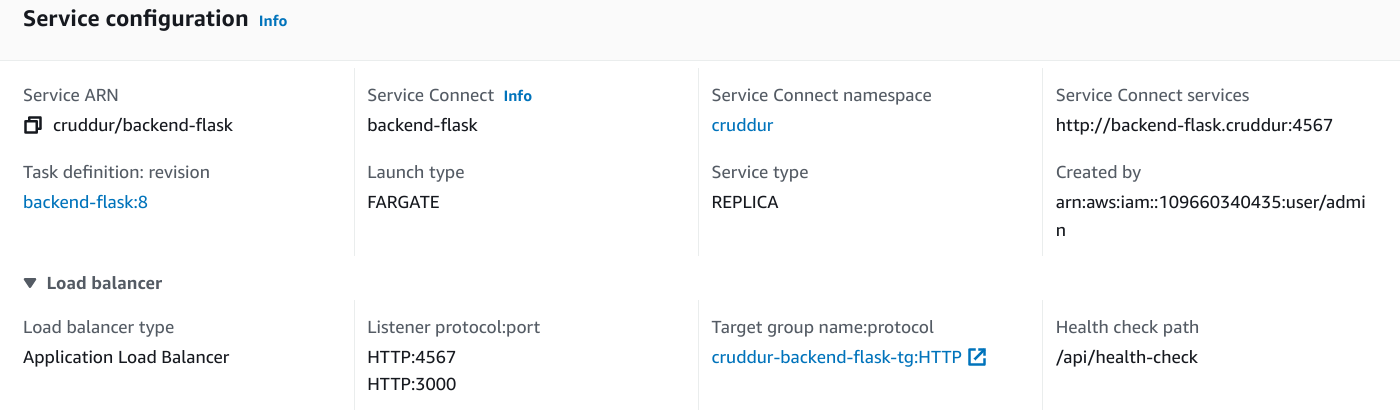 Service configuration Info
Service ARN
cruddur/backend-flask
Service Connect Info
backend-flask
Service Connect namespace
cruddur
Service Connect services
http://backend-flask.cruddur:4567
Task definition: revision
backend-flask:8
Launch type
FARGATE
Service type
REPLICA
Created by
arn:aws:iam::109660340435:user/admi
n
Load balancer
Load balancer type
Application Load Balancer
Listener protocol:port
HTTP:4567
HTTP:3000
Target group name:protocol
cruddur-backend-flask-tg:HTTP
Health check path
/api/health-check